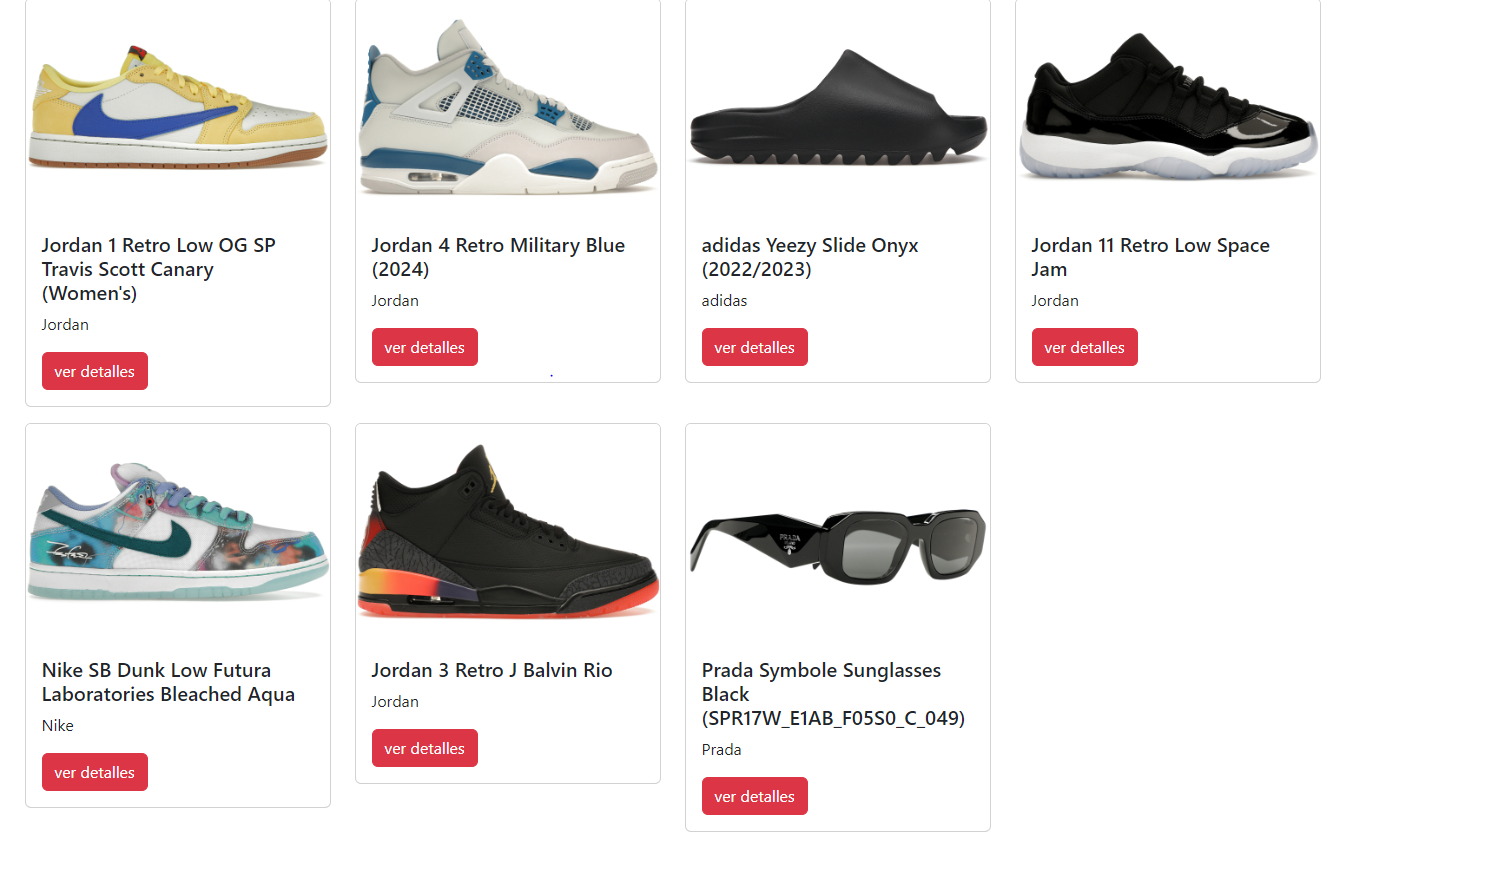 Jordan 1 Retro Low OG SP
Travis Scott Canary
(Women's)
Jordan
ver detalles
Jordan 4 Retro Military Blue
(2024)
Jordan
ver detalles
adidas Yeezy Slide Onyx
(2022/2023)
adidas
ver detalles
Jordan 11 Retro Low Space
Jam
Jordan
ver detalles
Nike SB Dunk Low Futura
Laboratories Bleached Aqua
Nike
ver detalles
Jordan 3 Retro J Balvin Rio
Jordan
ver detalles
PRADA
Prada Symbole Sunglasses
Black
(SPR17W_E1AB_F05S0_C_049)
Prada
ver detalles